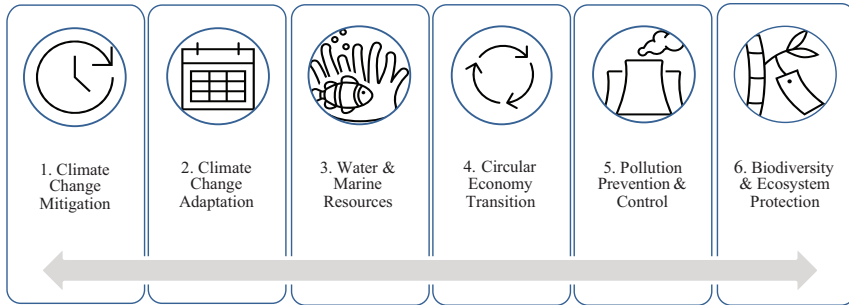 1. Climate
Change
Mitigation
2. Climate
Change
Adaptation
3. Water &
Marine
Resources
4. Circular
Economy
Transition
5. Pollution
Prevention &
Control
6. Biodiversity
& Ecosystem
Protection